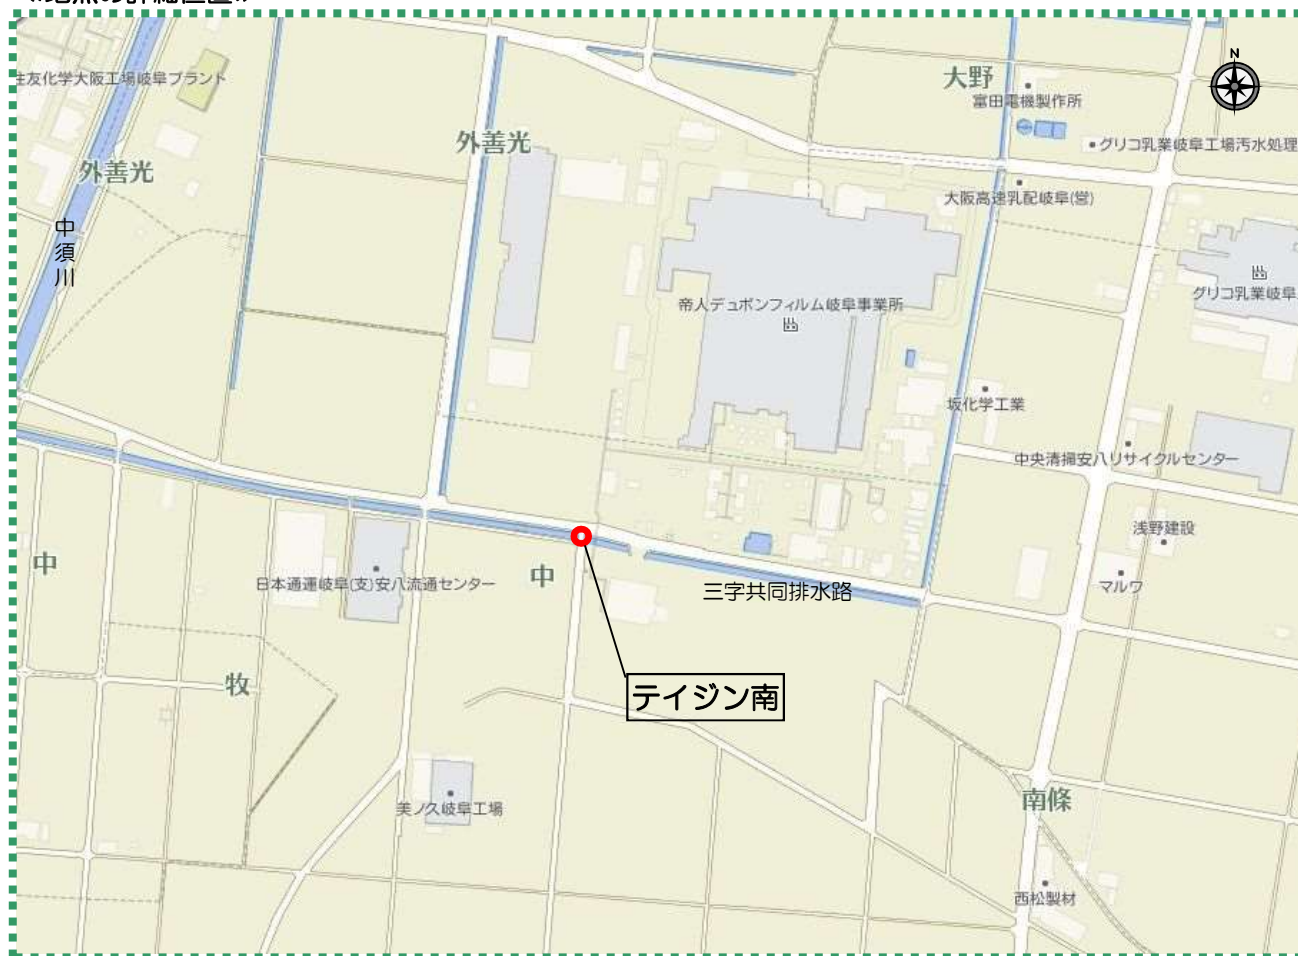 N
大野
住友化学大阪工場岐阜プラント
富田電機製作所
外善光
グリコ乳業岐阜工場汚水処理
外善光
大阪高速乳配岐阜(営)
中須川
グリコ乳業岐阜
帝人デュポンフィルム岐阜事業所
坂化学工業
中央清掃安八リサイクルセンター
浅野建設
中
日本通運岐阜(支)安八流通センター
中
三字共同排水路
マルワ
牧
テイジン南
美ノ久岐阜工場
南條
西松製材